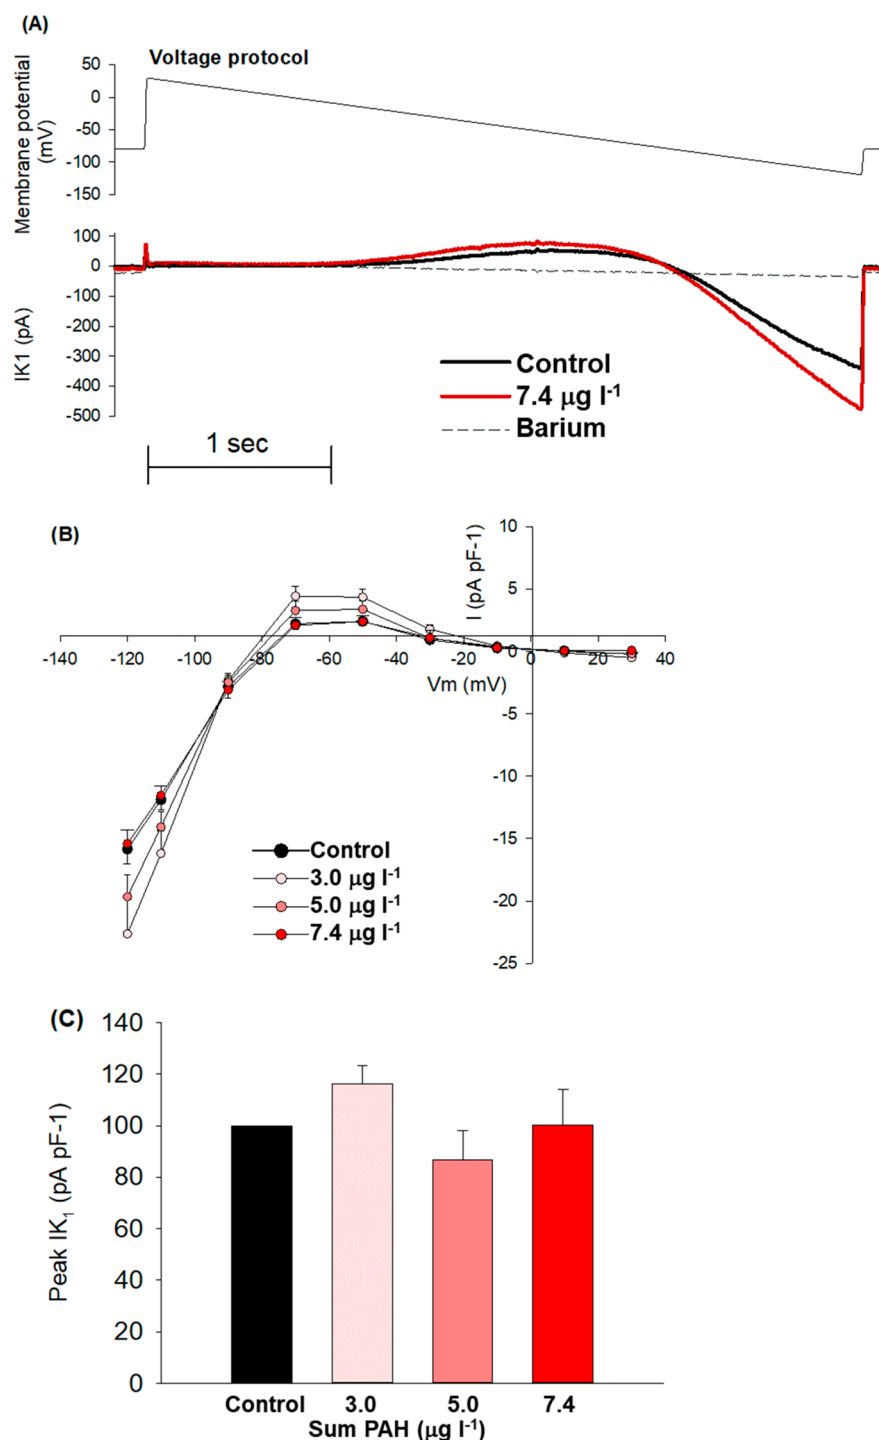 (A)
Voltage protocol
Membrane potential
(mV)
50
0
-50
-100
-150
IK1 (pA)
100
0
-100
-200
-300
-400
-500
Control
7.4 µg l⁻¹
Barium
1 sec
(B)
I (pA pF-1)
10
5
-5
-10
-15
-20
-25
-140 -120 -100 -80 -60 -40 -20 0 20 40
Vm (mV)
Control
3.0 µg l⁻¹
5.0 µg l⁻¹
7.4 µg l⁻¹
(C)
Peak IK₁ (pA pF-1)
140
120
100
80
60
40
20
0
Control 3.0 5.0 7.4
Sum PAH (µg l⁻¹)